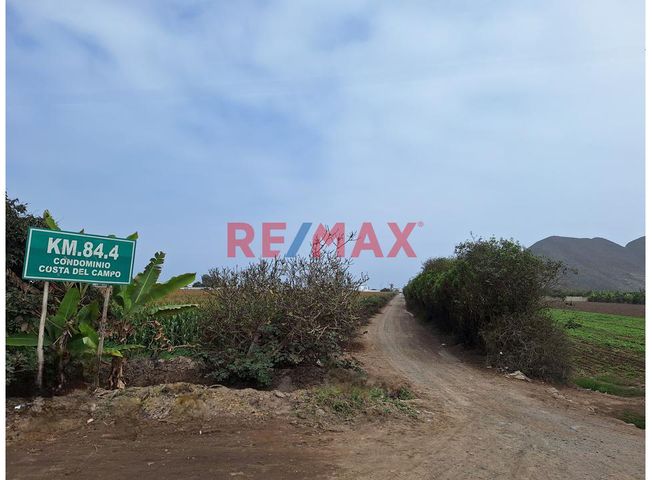 KM.84.4
CONDOMINIO
COSTA DEL CAMPO
RE/MAX®